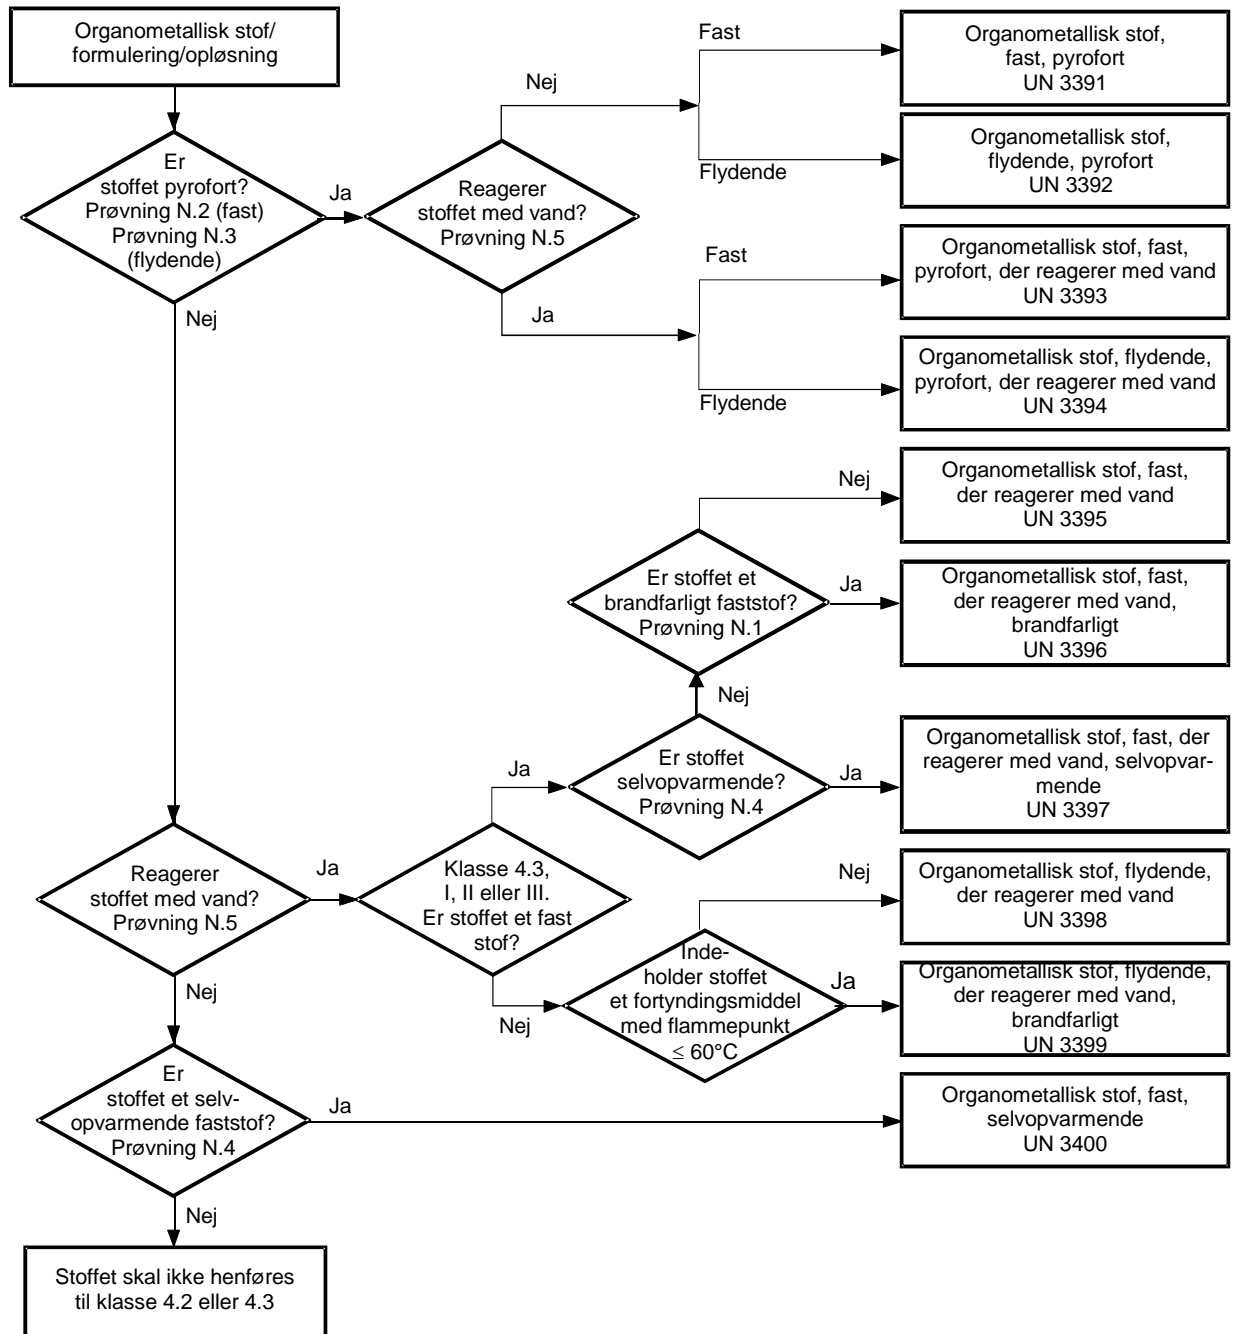 Organometallisk stof/
formulering/opløsning
Er
stoffet pyrofort?
Prøvning N.2 (fast)
Prøvning N.3
(flydende)
Ja
Nej
Reagerer
stoffet med vand?
Prøvning N.5
Nej
Ja
Fast
Flydende
Fast
Flydende
Organometallisk stof,
fast, pyrofort
UN 3391
Organometallisk stof,
flydende, pyrofort
UN 3392
Organometallisk stof, fast,
pyrofort, der reagerer med vand
UN 3393
Organometallisk stof, flydende,
pyrofort, der reagerer med vand
UN 3394
Nej
Organometallisk stof, fast,
der reagerer med vand
UN 3395
Er stoffet et
brandfarligt faststof?
Prøvning N.1
Ja
Organometallisk stof, fast,
der reagerer med vand,
brandfarligt
UN 3396
Nej
Er stoffet
selvopvarmende?
Prøvning N.4
Ja
Ja
Organometallisk stof, fast, der
reagerer med vand, selvopvar-
mende
UN 3397
Reagerer
stoffet med vand?
Prøvning N.5
Ja
Klasse 4.3,
I, II eller III.
Er stoffet et fast
stof?
Nej
Organometallisk stof, flydende,
der reagerer med vand
UN 3398
Nej
Nej
Inde-
holder stoffet
et fortyndingsmiddel
med flammepunkt
≤ 60°C
Ja
Organometallisk stof, flydende,
der reagerer med vand,
brandfarligt
UN 3399
Er
stoffet et selv-
opvarmende faststof?
Prøvning N.4
Ja
Organometallisk stof, fast,
selvopvarmende
UN 3400
Nej
Stoffet skal ikke henføres
til klasse 4.2 eller 4.3